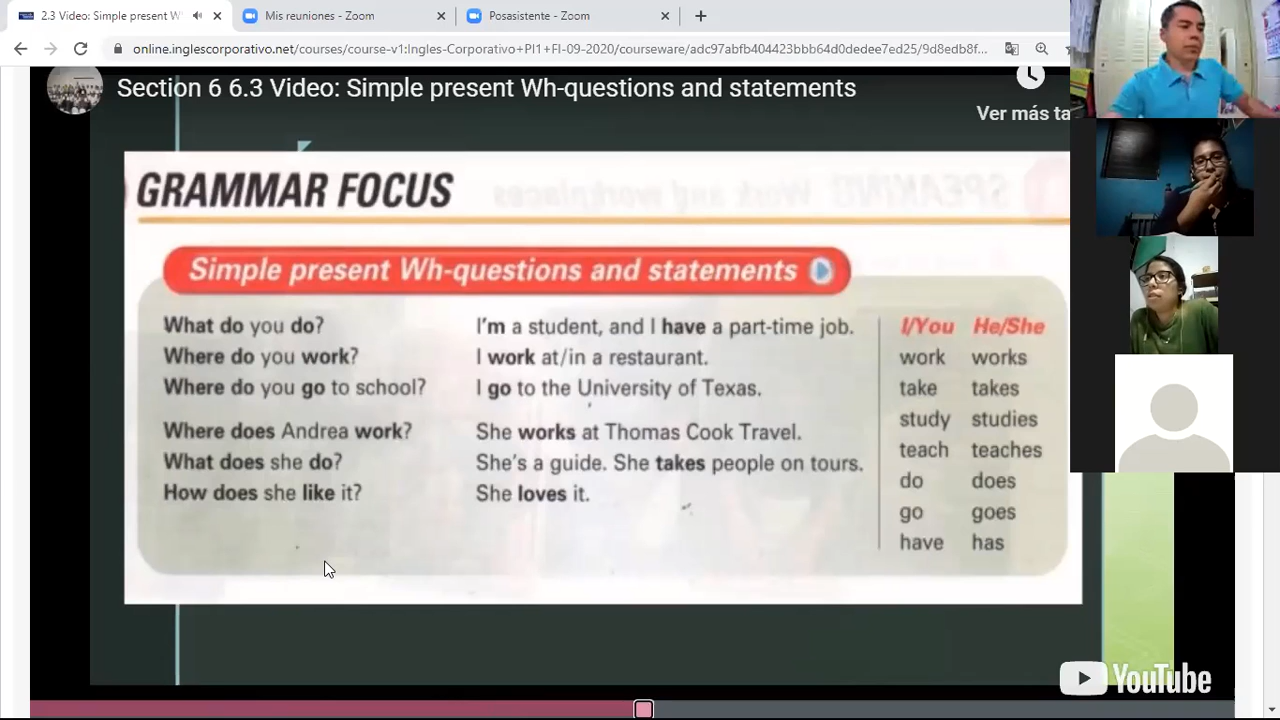 2.3 Video: Simple present W
Mis reuniones - Zoom
Posasistente - Zoom
online.inglescorporativo.net/courses/course-v1:Ingles-Corporativo+PI1+FI-09-2020/courseware/adc97abfb404423bbb64d0dedee7ed25/9d8edb8f...
Section 6 6.3 Video: Simple present Wh-questions and statements
Ver más ta
GRAMMAR FOCUS
SPEAKING Work and workplaces
Simple present Wh-questions and statements
What do you do? I'm a student, and I have a part-time job. I/You He/She
Where do you work? I work at/in a restaurant. work works
Where do you go to school? I go to the University of Texas. take takes
study studies
Where does Andrea work? She works at Thomas Cook Travel.
teach teaches
What does she do? She's a guide. She takes people on tours.
do does
How does she like it? She loves it.
go goes
have has
YouTube